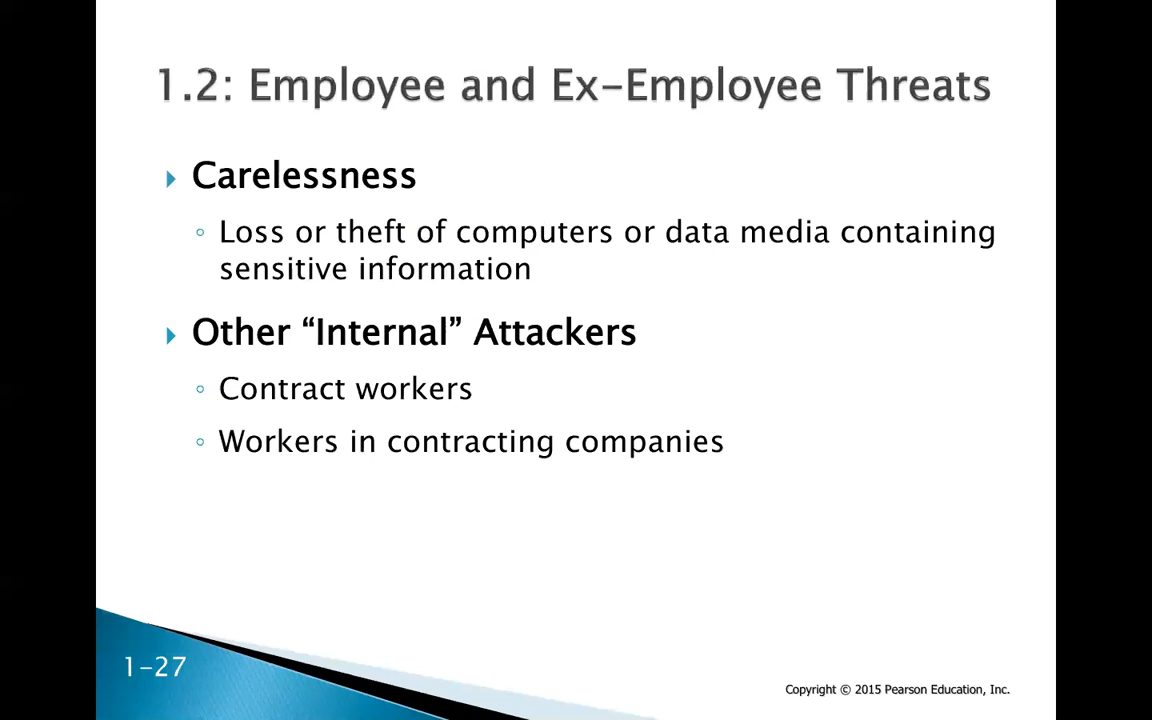 1.2: Employee and Ex-Employee Threats
Carelessness
Loss or theft of computers or data media containing
sensitive information
Other “Internal” Attackers
Contract workers
Workers in contracting companies
1-27
Copyright © 2015 Pearson Education, Inc.